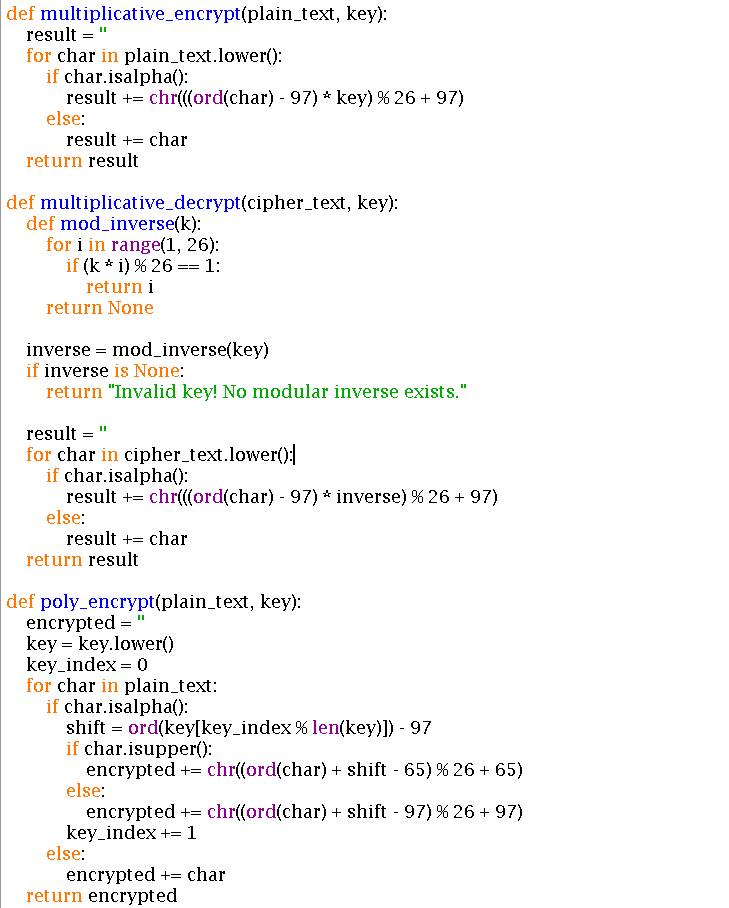 def multiplicative_encrypt(plain_text, key):
    result = ''
    for char in plain_text.lower():
        if char.isalpha():
            result += chr(((ord(char) - 97) * key) % 26 + 97)
        else:
            result += char
    return result

def multiplicative_decrypt(cipher_text, key):
    def mod_inverse(k):
        for i in range(1, 26):
            if (k * i) % 26 == 1:
                return i
        return None

    inverse = mod_inverse(key)
    if inverse is None:
        return "Invalid key! No modular inverse exists."

    result = ''
    for char in cipher_text.lower():
        if char.isalpha():
            result += chr(((ord(char) - 97) * inverse) % 26 + 97)
        else:
            result += char
    return result

def poly_encrypt(plain_text, key):
    encrypted = ''
    key = key.lower()
    key_index = 0
    for char in plain_text:
        if char.isalpha():
            shift = ord(key[key_index % len(key)]) - 97
            if char.isupper():
                encrypted += chr((ord(char) + shift - 65) % 26 + 65)
            else:
                encrypted += chr((ord(char) + shift - 97) % 26 + 97)
            key_index += 1
        else:
            encrypted += char
    return encrypted